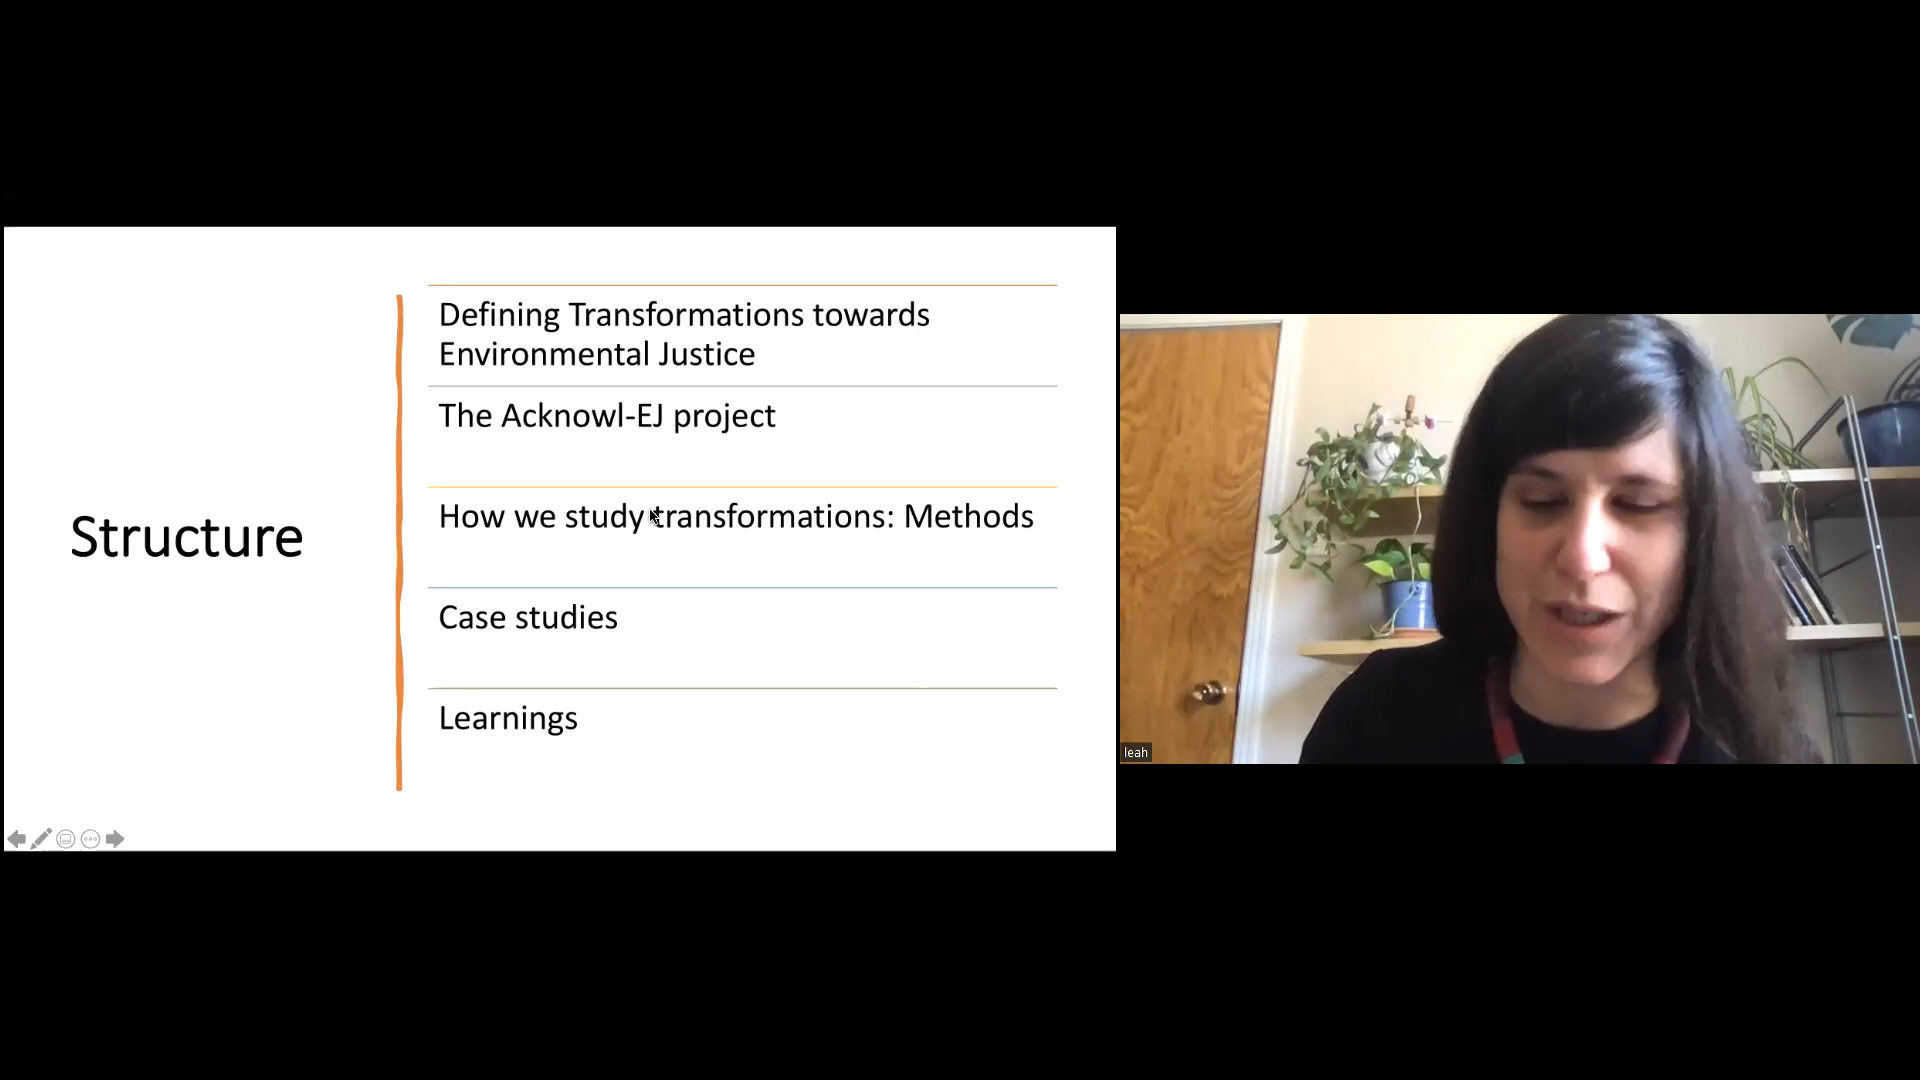 Structure
Defining Transformations towards
Environmental Justice
The Acknowl-EJ project
How we study transformations: Methods
Case studies
Learnings
leah